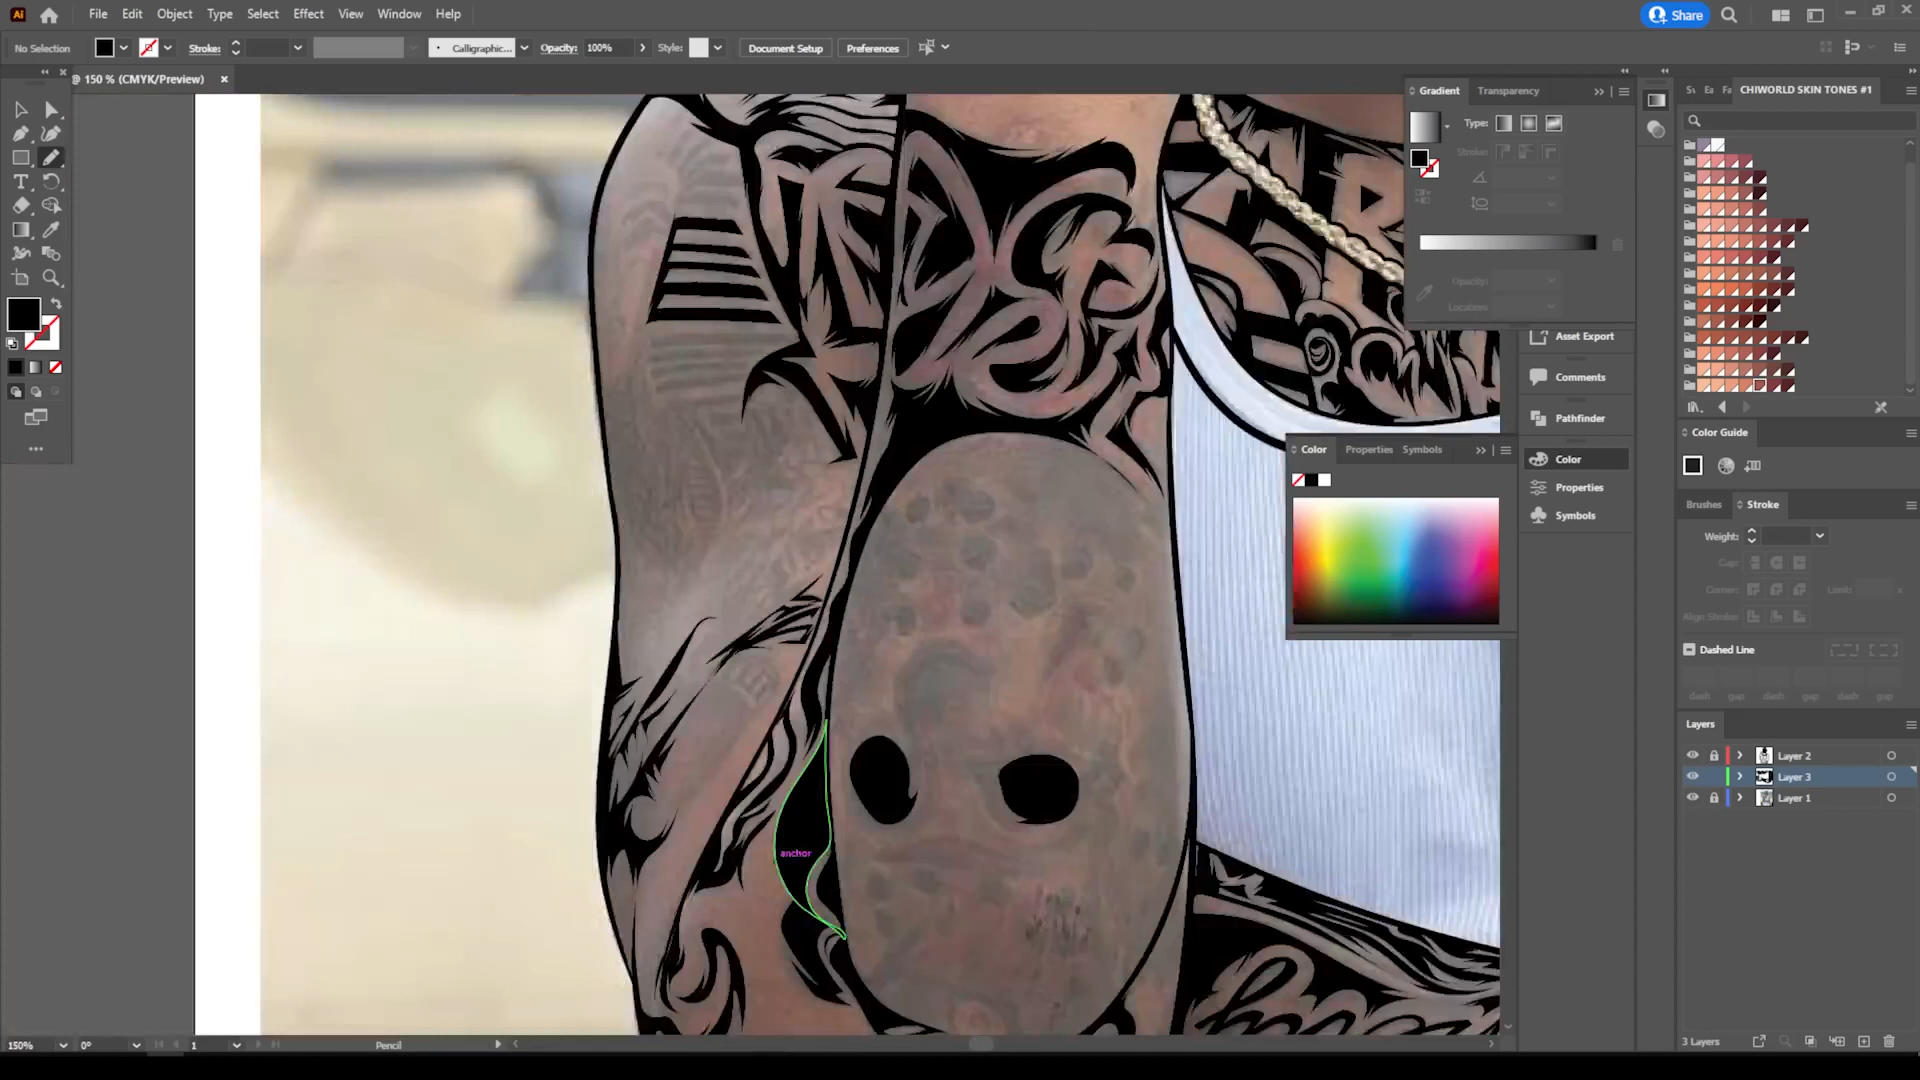 Ai File Edit Object Type Select Effect View Window Help Share
No Selection Stroke: Calligraphic... Opacity: 100% Style: Document Setup Preferences
@ 150 % (CMYK/Preview) ×
Gradient Transparency
CHIWORLD SKIN TONES #1
Type:
Stroke:
Opacity:
Location:
Asset Export
Comments
Pathfinder
Color
Properties
Symbols
Color Properties Symbols
Color Guide
Brushes Stroke
Weight:
Cap:
Corner: Limit: x
Align Stroke:
Dashed Line
dash gap dash gap dash gap
Layers
Layer 2
Layer 3
Layer 1
anchor
150% 0° 1 Pencil
3 Layers